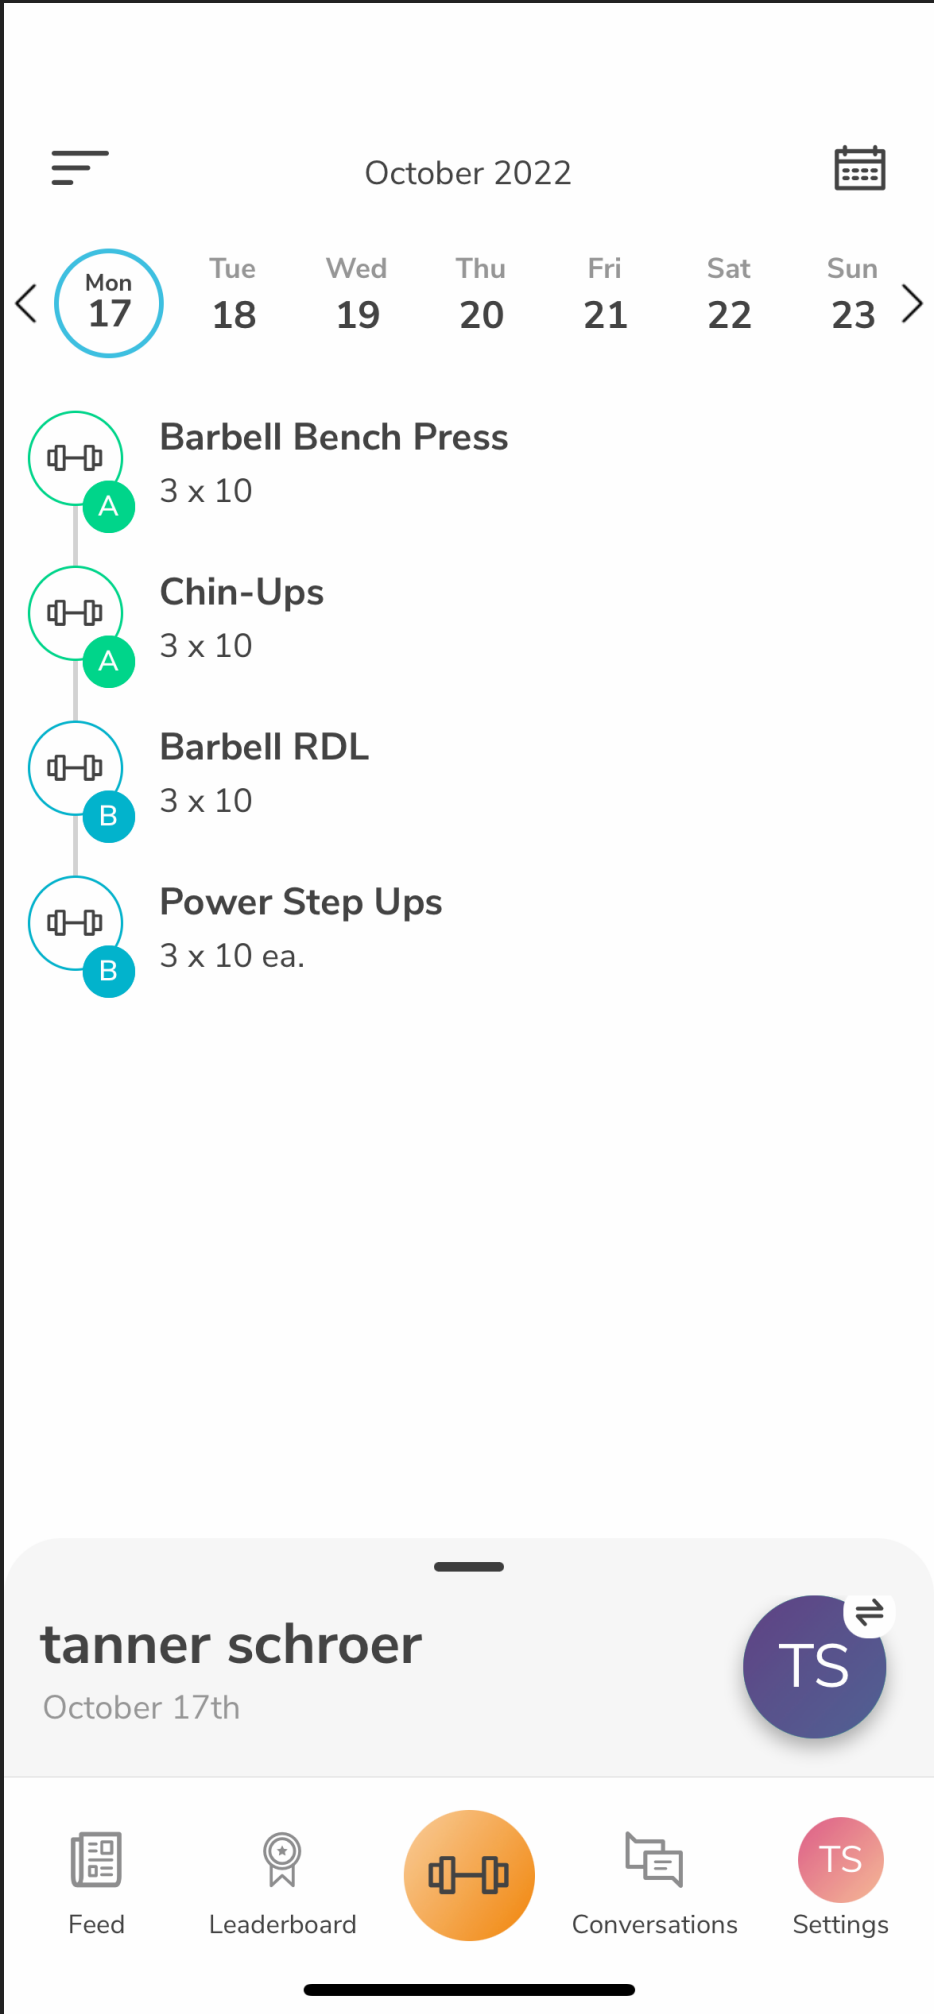 October 2022
Mon Tue Wed Thu Fri Sat Sun
17 18 19 20 21 22 23
Barbell Bench Press
3 x 10
A
Chin-Ups
3 x 10
A
Barbell RDL
3 x 10
B
Power Step Ups
3 x 10 ea.
B
tanner schroer
October 17th
TS
TS
Feed Leaderboard Conversations Settings